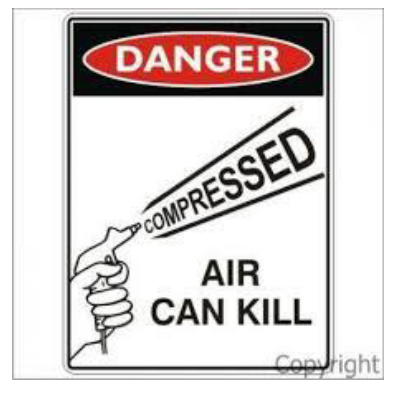 DANGER
COMPRESSED
AIR
CAN KILL
Copyright